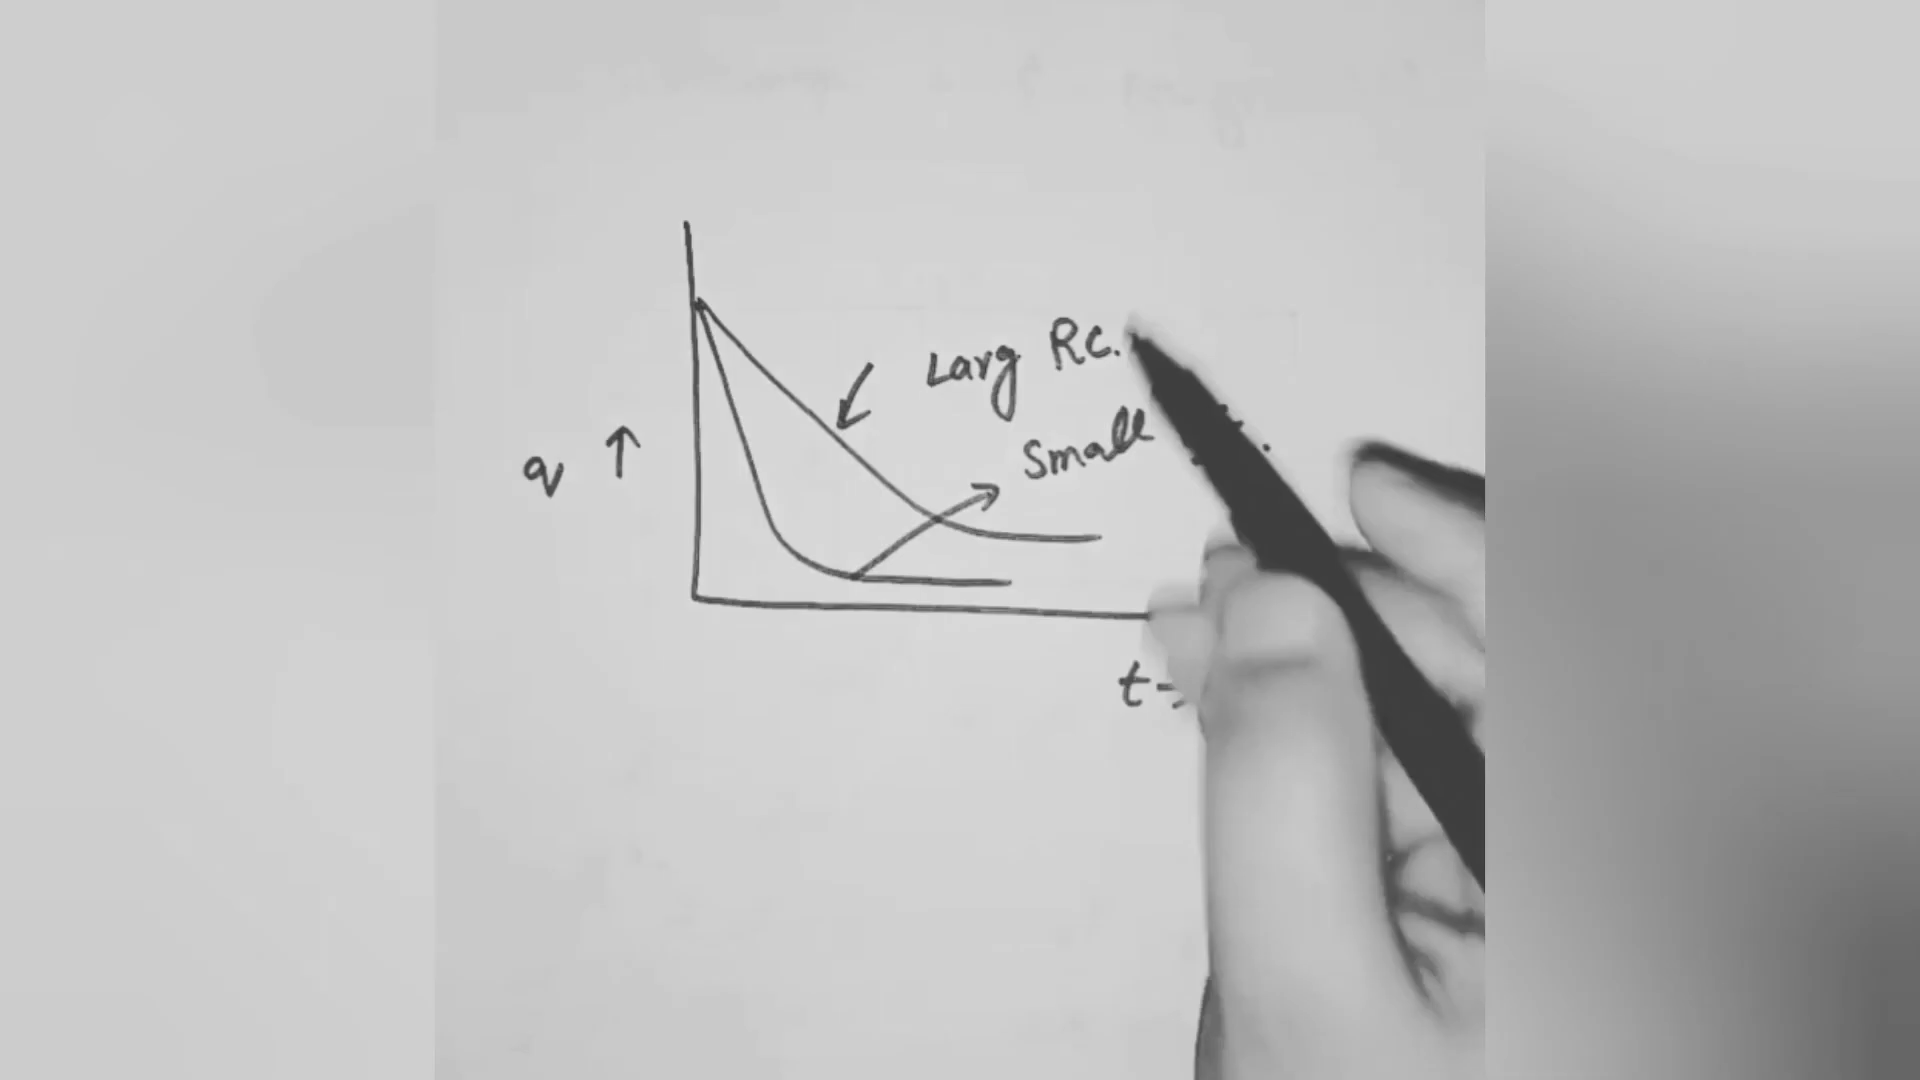 Larg RC.
Small
q ↑
t